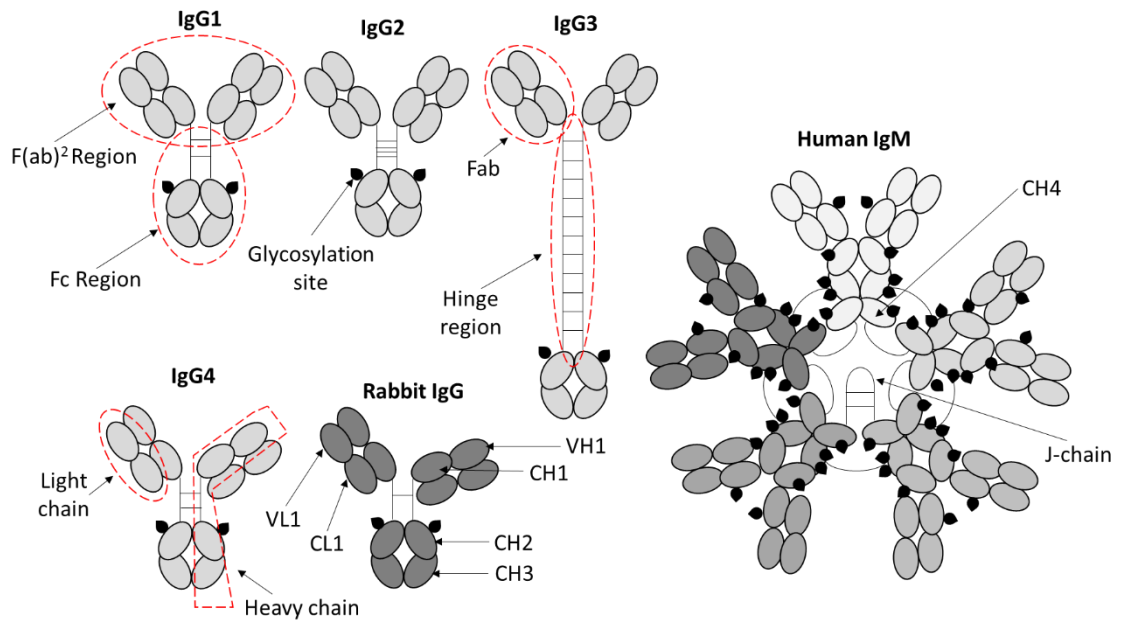 IgG1
IgG2
IgG3
F(ab)² Region
Fc Region
Glycosylation
site
Fab
Hinge
region
Human IgM
CH4
J-chain
IgG4
Light
chain
Heavy chain
Rabbit IgG
VH1
CH1
VL1
CL1
CH2
CH3